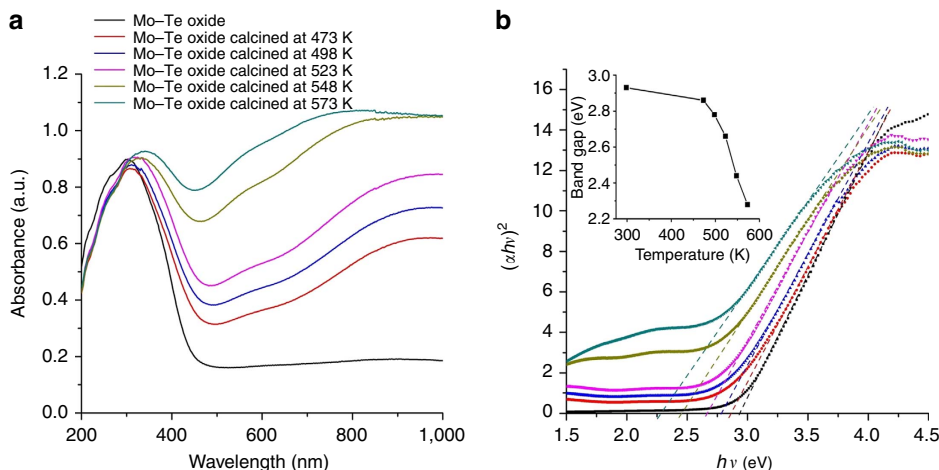 a
Mo–Te oxide
Mo–Te oxide calcined at 473 K
Mo–Te oxide calcined at 498 K
Mo–Te oxide calcined at 523 K
Mo–Te oxide calcined at 548 K
Mo–Te oxide calcined at 573 K
1.2
1.0
0.8
0.6
0.4
0.2
0.0
Absorbance (a.u.)
200 400 600 800 1,000
Wavelength (nm)
b
16
14
12
10
8
6
4
2
0
(αhν)²
1.5 2.0 2.5 3.0 3.5 4.0 4.5
hν (eV)
3.0
2.8
2.6
2.4
2.2
Band gap (eV)
300 400 500 600
Temperature (K)